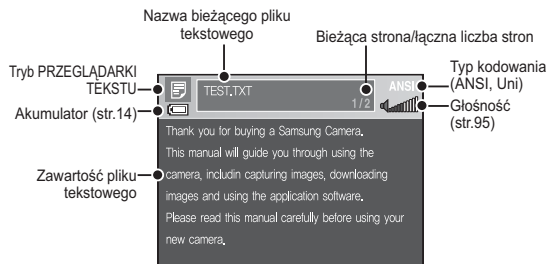 Nazwa bieżącego pliku
tekstowego
Bieżąca strona/łączna liczba stron
Tryb PRZEGLĄDARKI
TEKSTU
Typ kodowania
(ANSI, Uni)
Akumulator (str.14)
Głośność
(str.95)
TEST.TXT
ANSI
1/2
Zawartość pliku
tekstowego
Thank you for buying a Samsung Camera.
This manual will guide you through using the
camera, includin capturing images, downloading
images and using the application software.
Please read this manual carefully before using your
new camera.